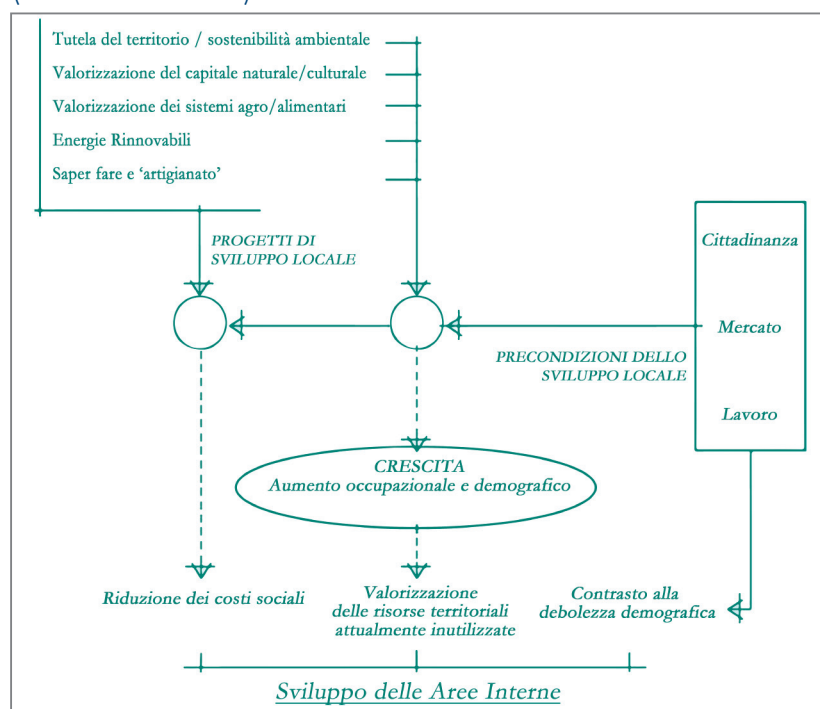 Tutela del territorio / sostenibilità ambientale
Valorizzazione del capitale naturale/culturale
Valorizzazione dei sistemi agro/alimentari
Energie Rinnovabili
Saper fare e ‘artigianato’
PROGETTI DI
SVILUPPO LOCALE
Cittadinanza
Mercato
Lavoro
PRECONDIZIONI DELLO
SVILUPPO LOCALE
CRESCITA
Aumento occupazionale e demografico
Riduzione dei costi sociali
Valorizzazione
delle risorse territoriali
attualmente inutilizzate
Contrasto alla
debolezza demografica
Sviluppo delle Aree Interne